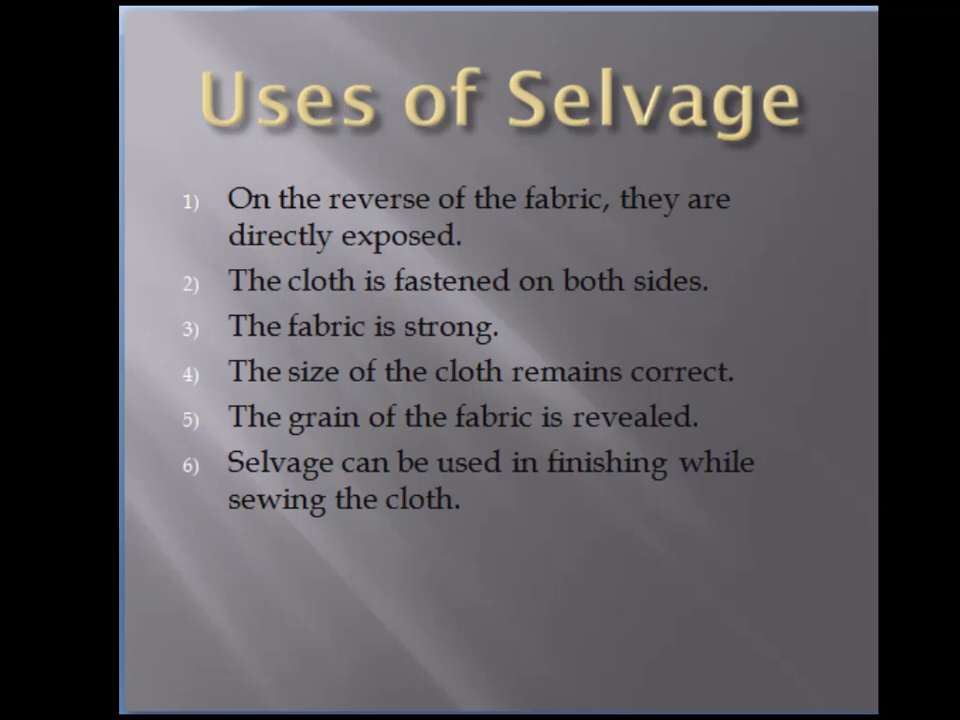 Uses of Selvage
1) On the reverse of the fabric, they are
directly exposed.
2) The cloth is fastened on both sides.
3) The fabric is strong.
4) The size of the cloth remains correct.
5) The grain of the fabric is revealed.
6) Selvage can be used in finishing while
sewing the cloth.